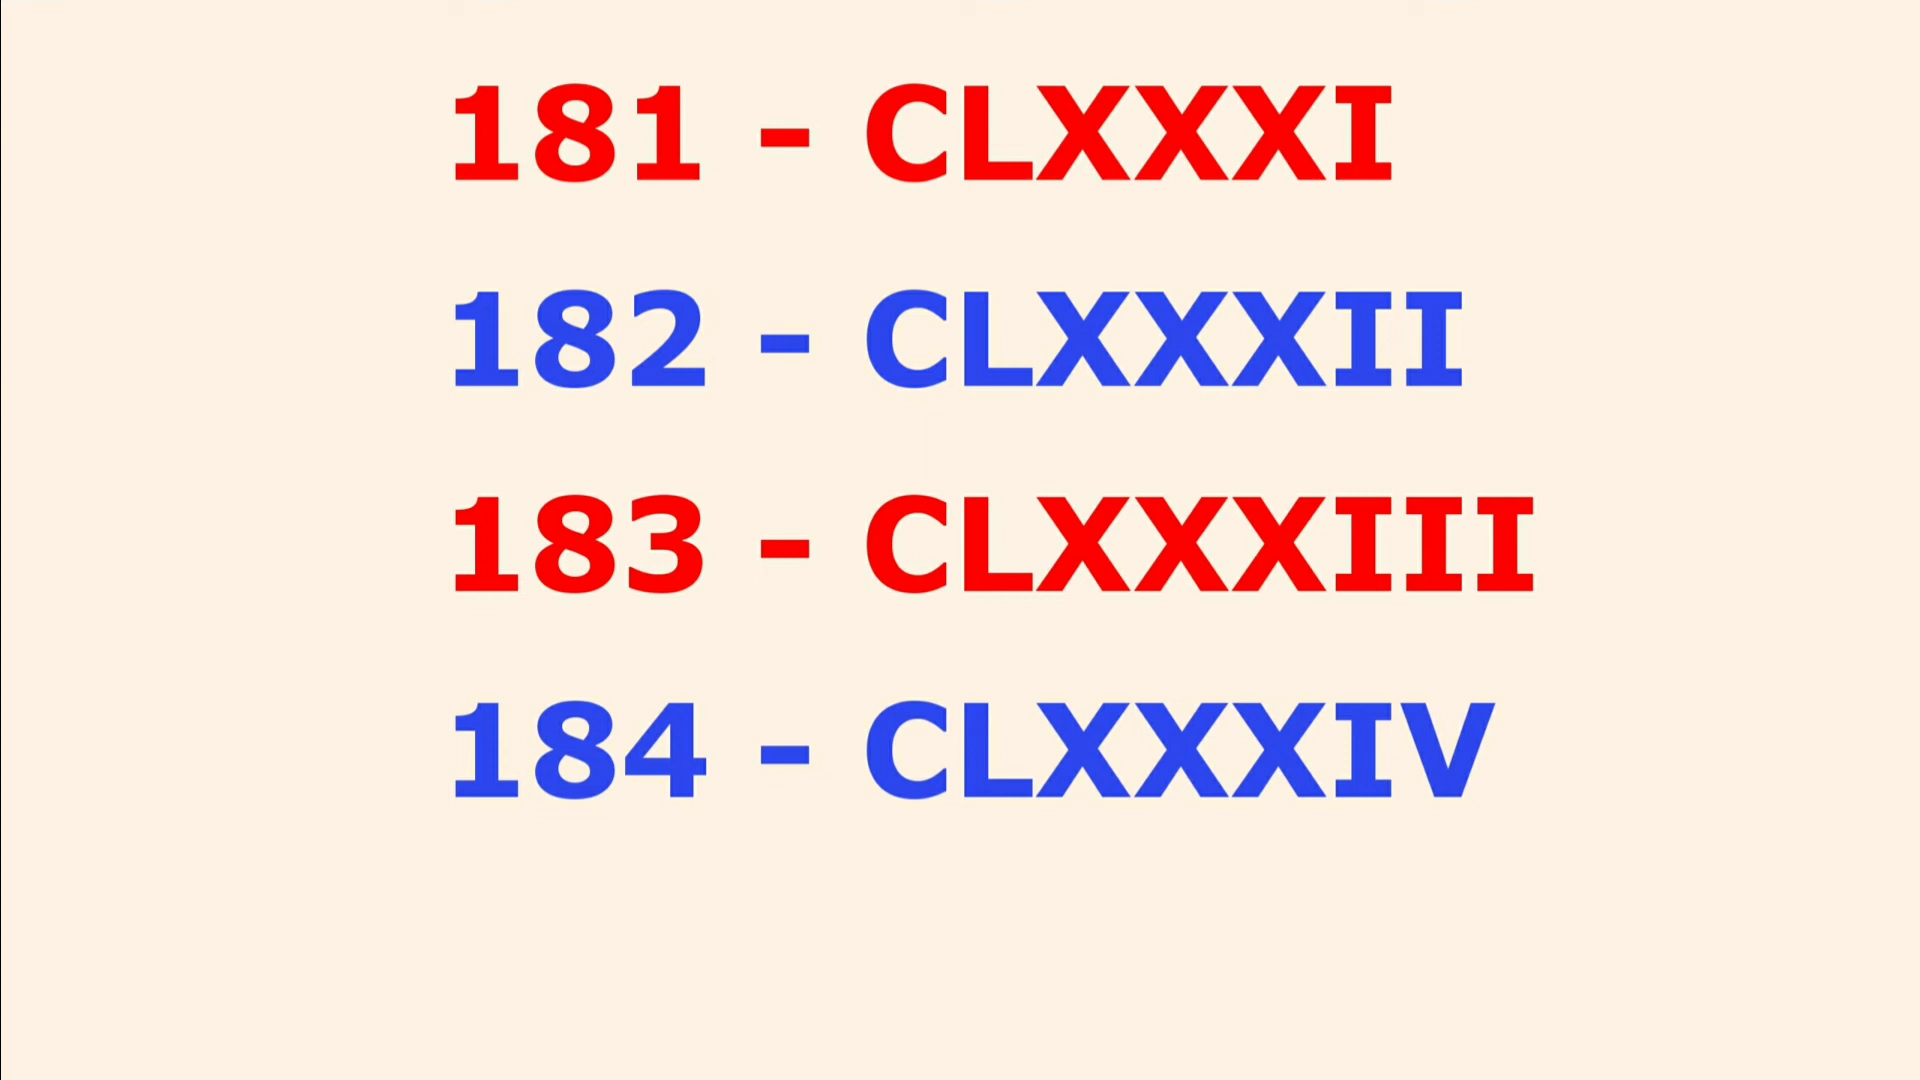 181 - CLXXXI
182 - CLXXXII
183 - CLXXXIII
184 - CLXXXIV